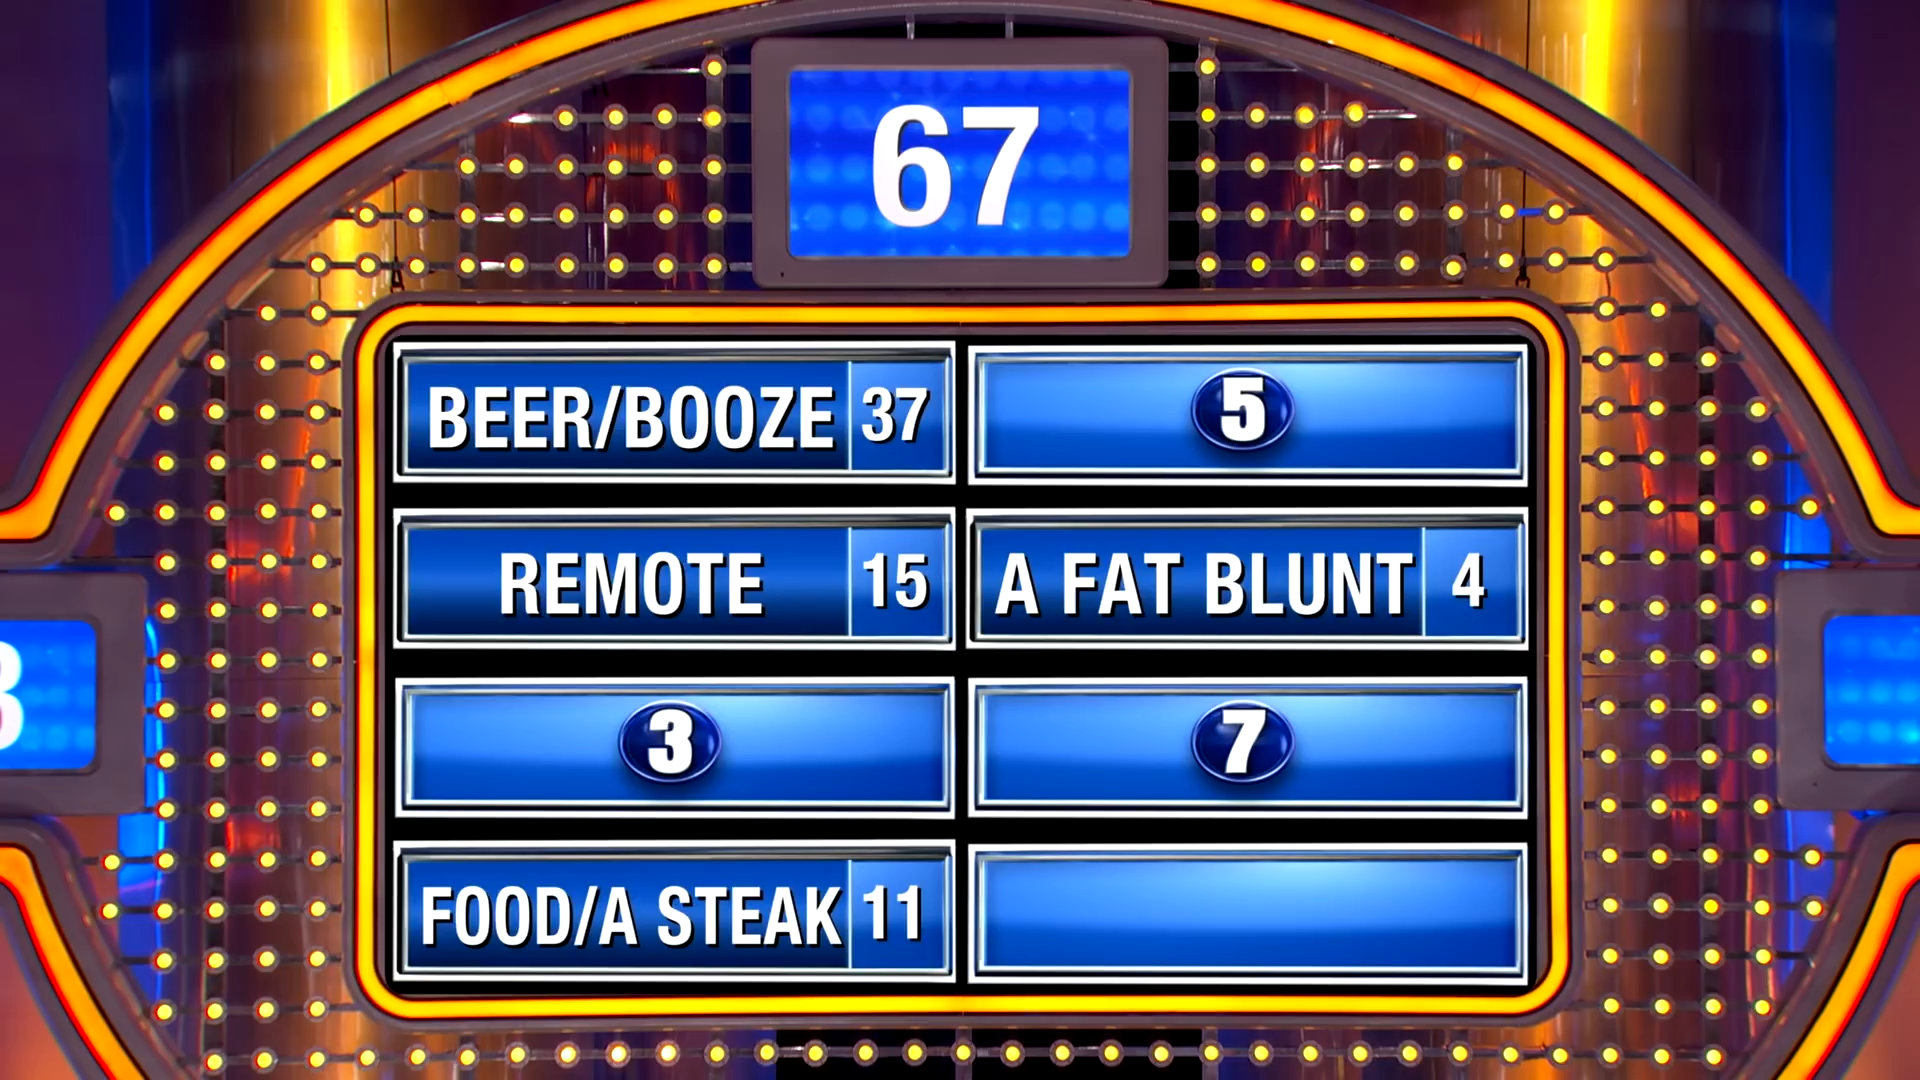 67
BEER/BOOZE 37
5
REMOTE 15
A FAT BLUNT 4
3
7
FOOD/A STEAK 11